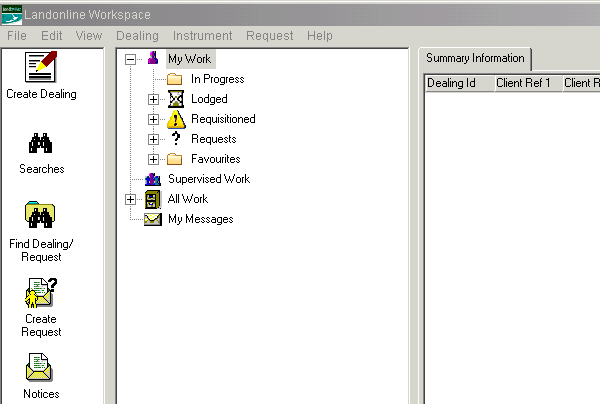 Landonline Workspace
File Edit View Dealing Instrument Request Help
Create Dealing
Searches
Find Dealing/
Request
Create
Request
Notices
My Work
In Progress
Lodged
Requisitioned
Requests
Favourites
Supervised Work
All Work
My Messages
Summary Information
Dealing Id Client Ref 1 Client R